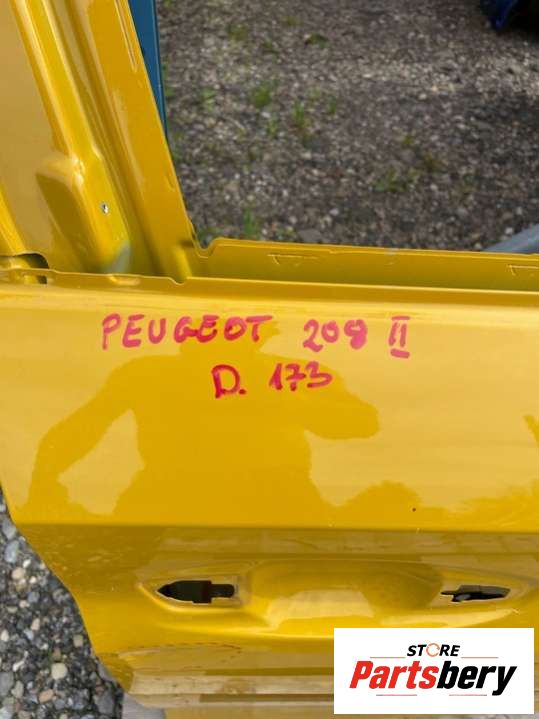 PEUGEOT 208 II
D. 173
STORE
Partsbery